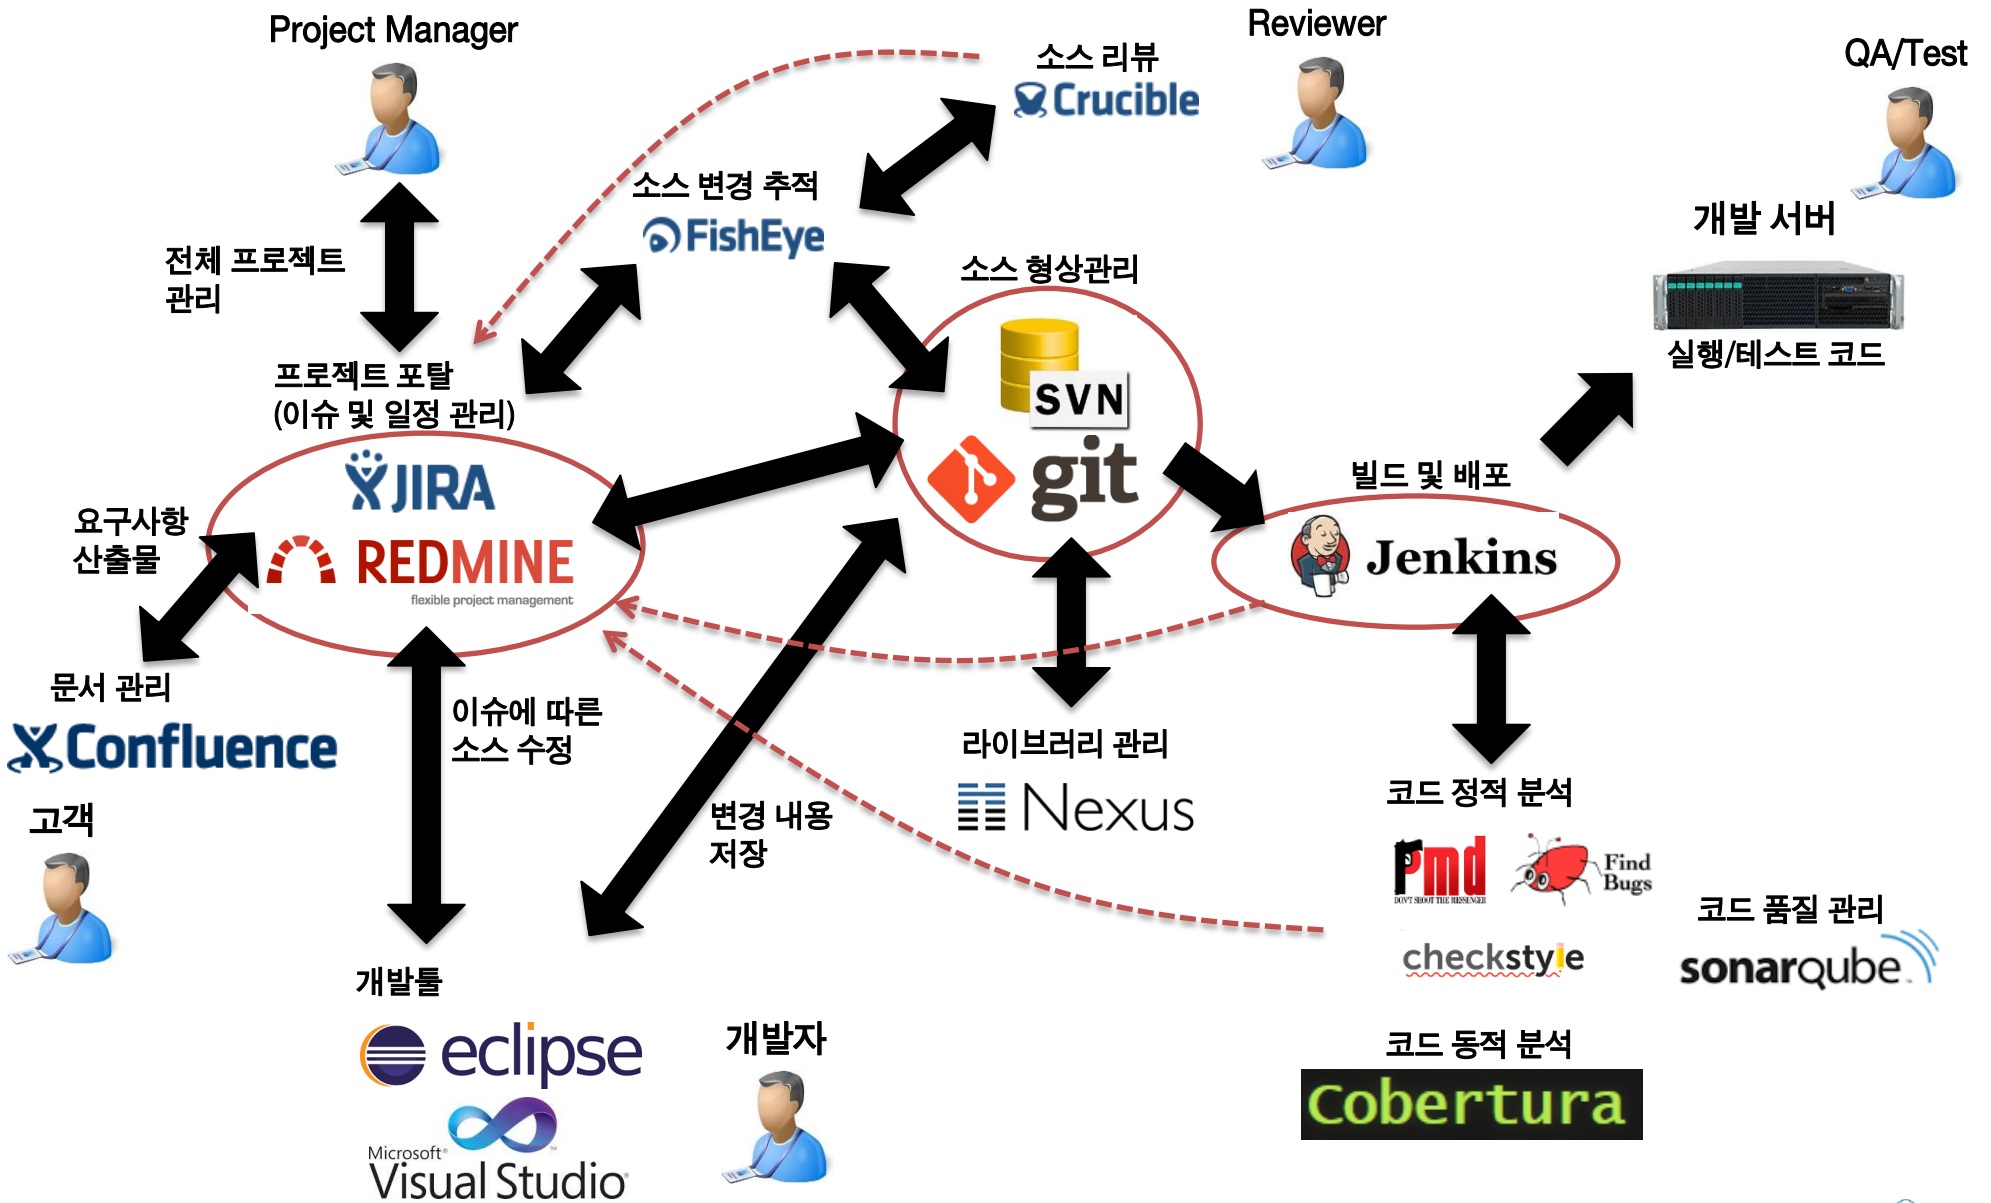 Project Manager
Reviewer
QA/Test
소스 리뷰
Crucible
소스 변경 추적
FishEye
전체 프로젝트
관리
개발 서버
실행/테스트 코드
소스 형상관리
SVN
git
프로젝트 포탈
(이슈 및 일정 관리)
JIRA
REDMINE
flexible project management
요구사항
산출물
빌드 및 배포
Jenkins
문서 관리
Confluence
이슈에 따른
소스 수정
고객
변경 내용
저장
라이브러리 관리
Nexus
코드 정적 분석
Pmd
DON'T SHOOT THE MESSENGER
Find
Bugs
checkstyle
코드 품질 관리
sonarqube
개발툴
eclipse
Microsoft®
Visual Studio
개발자
코드 동적 분석
Cobertura